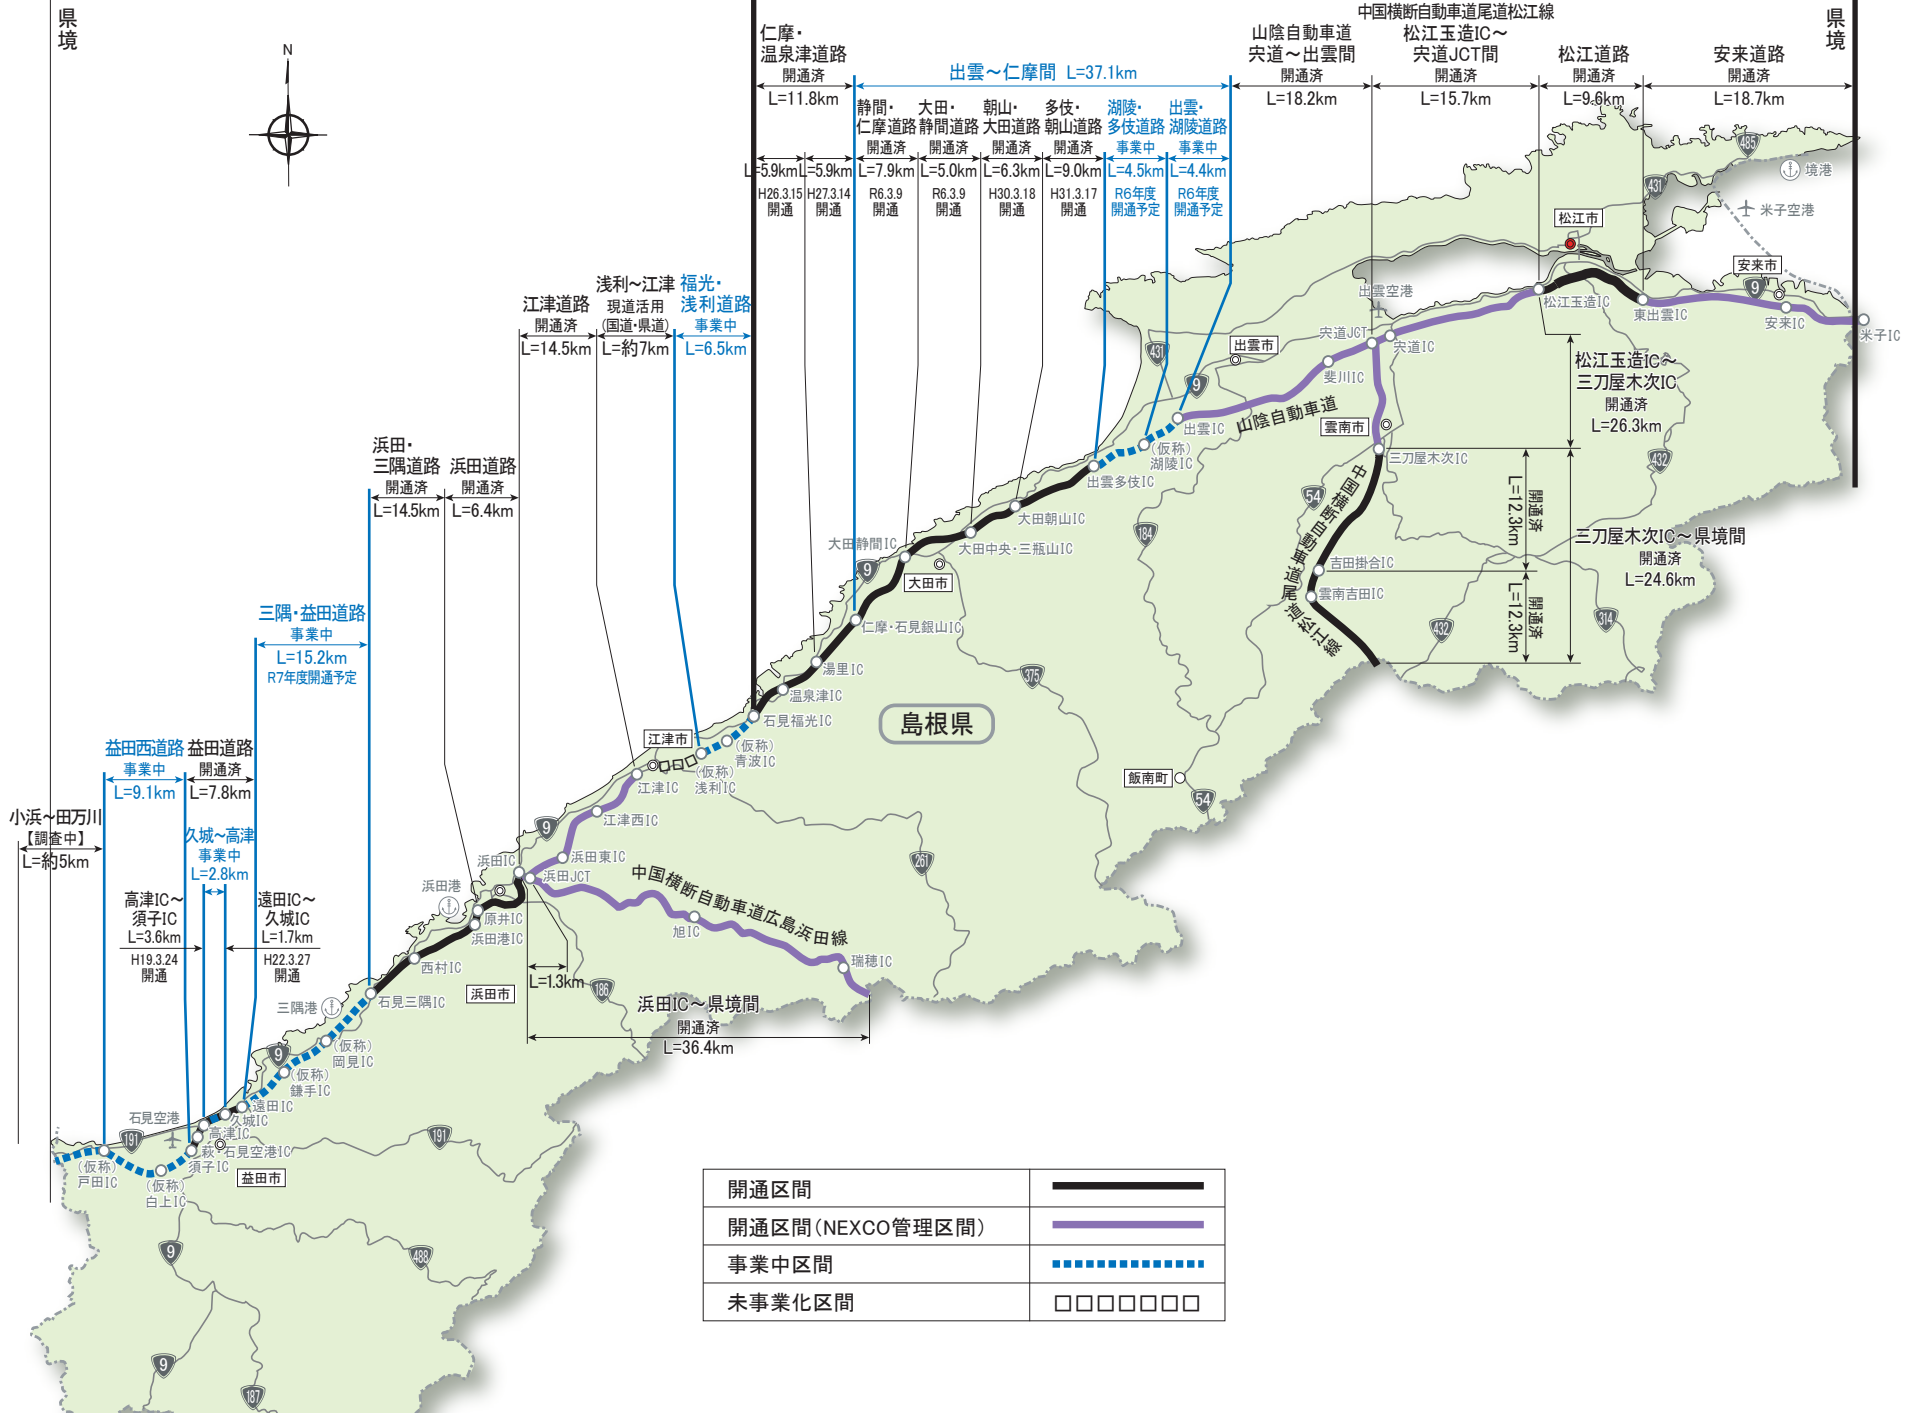 県境
N
仁摩・
温泉津道路
開通済
L=11.8km
出雲～仁摩間 L=37.1km
山陰自動車道
宍道～出雲間
開通済
L=18.2km
中国横断自動車道尾道松江線
松江玉造IC～
宍道JCT間
開通済
L=15.7km
松江道路
開通済
L=9.6km
安来道路
開通済
L=18.7km
県境
L=5.9km
H26.3.15
開通
L=5.9km
H27.3.14
開通
静間・
仁摩道路
開通済
L=7.9km
R6.3.9
開通
大田・
静間道路
開通済
L=5.0km
R6.3.9
開通
朝山・
大田道路
開通済
L=6.3km
H30.3.18
開通
多伎・
朝山道路
開通済
L=9.0km
H31.3.17
開通
湖陵・
多伎道路
事業中
L=4.5km
R6年度
開通予定
出雲・
湖陵道路
事業中
L=4.4km
R6年度
開通予定
485
431
境港
米子空港
松江市
安来市
9
出雲空港
松江玉造IC
東出雲IC
安来IC
米子IC
江津道路
開通済
L=14.5km
浅利～江津
現道活用
(国道・県道)
L=約7km
福光・
浅利道路
事業中
L=6.5km
431
出雲市
宍道JCT
宍道IC
斐川IC
9
出雲IC
山陰自動車道
雲南市
三刀屋木次IC
松江玉造IC～
三刀屋木次IC
開通済
L=26.3km
432
(仮称)
湖陵IC
出雲多伎IC
大田朝山IC
大田中央・三瓶山IC
大田静間IC
9
大田市
184
54
中国横断自動車道尾道松江線
開通済
L=12.3km
三刀屋木次IC～県境間
開通済
L=24.6km
吉田掛合IC
雲南吉田IC
開通済
L=12.3km
432
314
浜田・
三隅道路
開通済
L=14.5km
浜田道路
開通済
L=6.4km
三隅・益田道路
事業中
L=15.2km
R7年度開通予定
仁摩・石見銀山IC
湯里IC
温泉津IC
石見福光IC
375
島根県
江津市
(仮称)
青波IC
(仮称)
浅利IC
江津IC
飯南町
54
益田西道路
事業中
L=9.1km
益田道路
開通済
L=7.8km
小浜～田万川
【調査中】
L=約5km
久城～高津
事業中
L=2.8km
高津IC～
須子IC
L=3.6km
H19.3.24
開通
遠田IC～
久城IC
L=1.7km
H22.3.27
開通
江津西IC
9
浜田東IC
浜田IC
浜田JCT
261
中国横断自動車道広島浜田線
浜田港
原井IC
浜田港IC
旭IC
西村IC
瑞穂IC
L=1.3km
186
浜田市
浜田IC～県境間
開通済
L=36.4km
石見三隅IC
三隅港
9
(仮称)
岡見IC
(仮称)
鎌手IC
石見空港
遠田IC
久城IC
高津IC
191
191
萩・石見空港IC
須子IC
(仮称)
戸田IC
(仮称)
白上IC
益田市
9
488
9
187
開通区間
開通区間(NEXCO管理区間)
事業中区間
未事業化区間